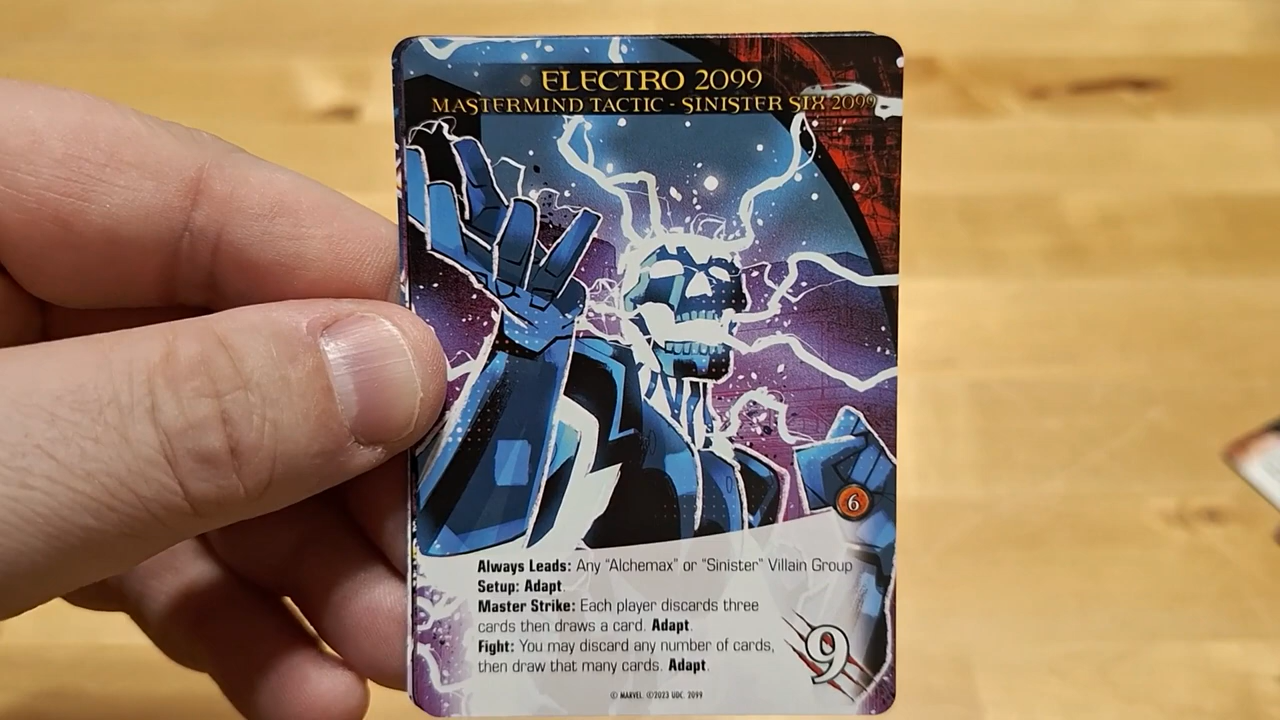 ELECTRO 2099
MASTERMIND TACTIC - SINISTER SIX 2099
6
Always Leads: Any "Alchemax" or "Sinister" Villain Group
Setup: Adapt.
Master Strike: Each player discards three
cards then draws a card. Adapt.
Fight: You may discard any number of cards,
then draw that many cards. Adapt.
9
© MARVEL ©2023 UDC. 2099